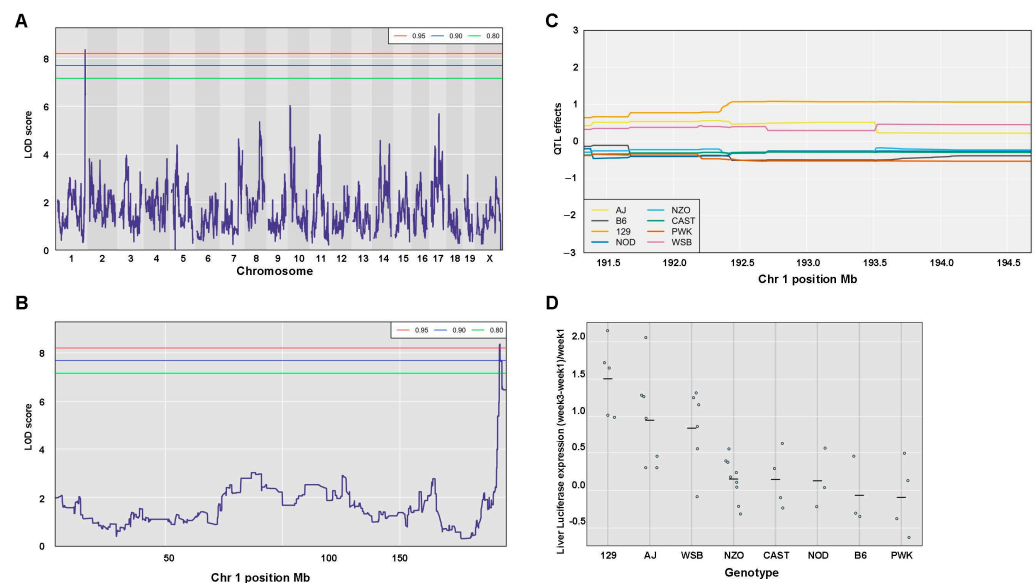 A
0.95 0.90 0.80
LOD score
8
6
4
2
0
1 2 3 4 5 6 7 8 9 10 11 12 13 14 15 16 17 18 19 X
Chromosome
B
0.95 0.90 0.80
LOD score
8
6
4
2
0
50 100 150
Chr 1 position Mb
C
QTL effects
3
2
1
0
−1
−2
−3
AJ NZO
B6 CAST
129 PWK
NOD WSB
191.5 192.0 192.5 193.0 193.5 194.0 194.5
Chr 1 position Mb
D
Liver Luciferase expression (week3-week1)/week1
2.0
1.5
1.0
0.5
0.0
-0.5
129 AJ WSB NZO CAST NOD B6 PWK
Genotype